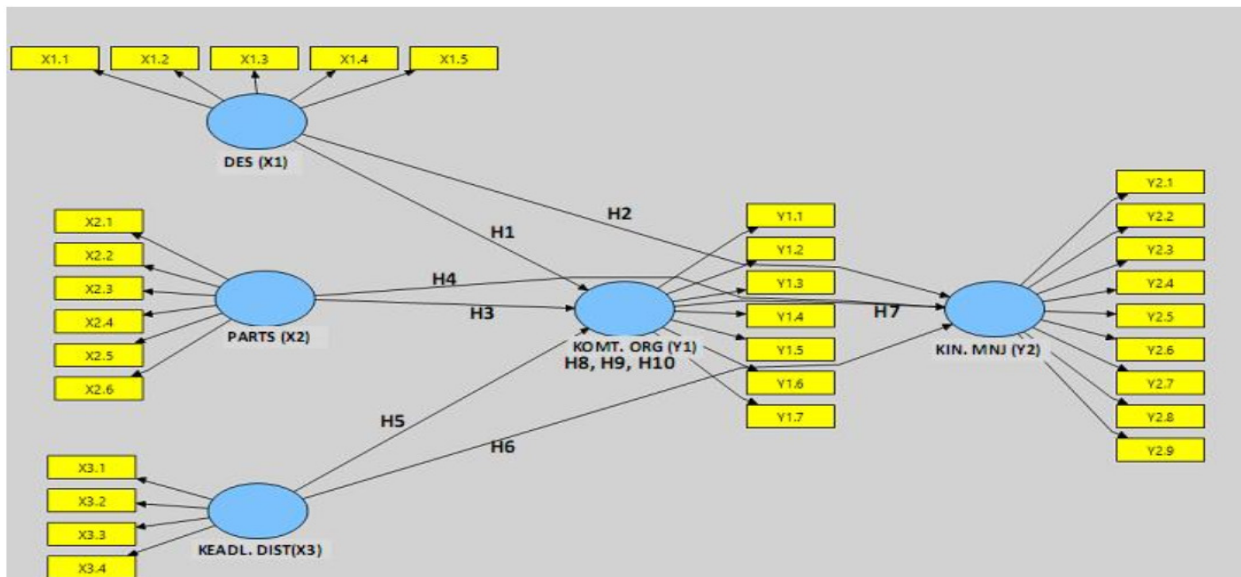 X1.1 X1.2 X1.3 X1.4 X1.5
DES (X1)
H2
H1
X2.1
X2.2
X2.3
X2.4
X2.5
X2.6
PARTS (X2)
H4
H3
Y1.1
Y1.2
Y1.3
Y1.4
Y1.5
Y1.6
Y1.7
KOMT. ORG (Y1)
H8, H9, H10
H7
Y2.1
Y2.2
Y2.3
Y2.4
Y2.5
Y2.6
Y2.7
Y2.8
Y2.9
KIN. MNJ (Y2)
H5
H6
X3.1
X3.2
X3.3
X3.4
KEADL. DIST(X3)